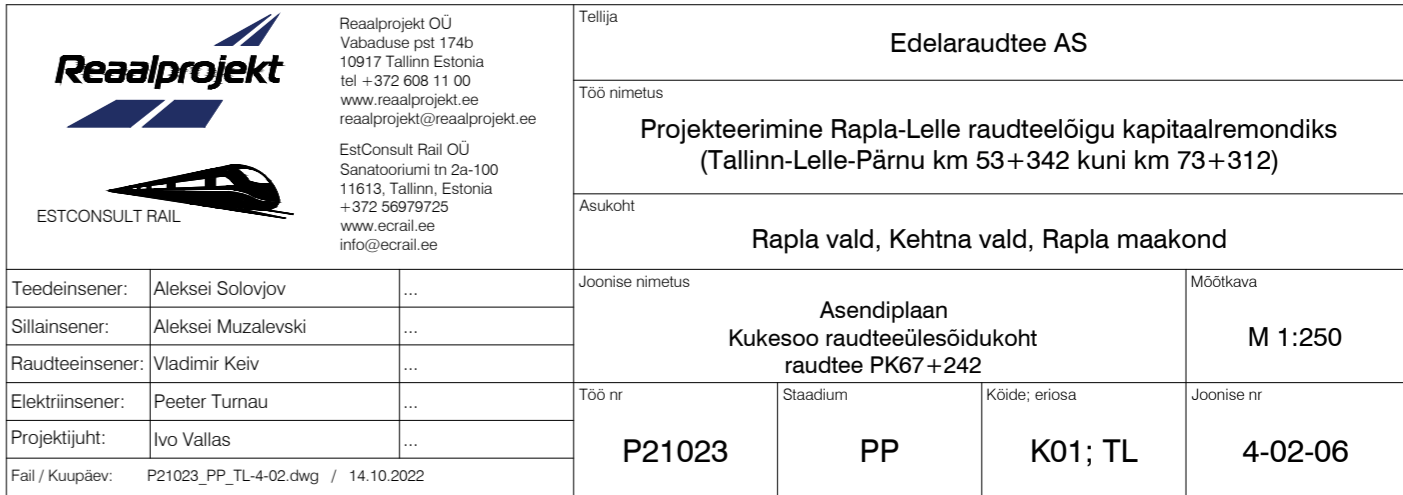 Reaalprojekt
Reaalprojekt OÜ
Vabaduse pst 174b
10917 Tallinn Estonia
tel +372 608 11 00
www.reaalprojekt.ee
reaalprojekt@reaalprojekt.ee
ESTCONSULT RAIL
EstConsult Rail OÜ
Sanatooriumi tn 2a-100
11613, Tallinn, Estonia
+372 56979725
www.ecrail.ee
info@ecrail.ee
Tellija
Edelaraudtee AS
Töö nimetus
Projekteerimine Rapla-Lelle raudteelõigu kapitaalremondiks
(Tallinn-Lelle-Pärnu km 53+342 kuni km 73+312)
Asukoht
Rapla vald, Kehtna vald, Rapla maakond
Teedeinsener: Aleksei Solovjov ...
Sillainsener: Aleksei Muzalevski ...
Raudteeinsener: Vladimir Keiv ...
Elektriinsener: Peeter Turnau ...
Projektijuht: Ivo Vallas ...
Fail / Kuupäev: P21023_PP_TL-4-02.dwg / 14.10.2022
Joonise nimetus
Asendiplaan
Kukesoo raudteeülesõidukoht
raudtee PK67+242
Mõõtkava
M 1:250
Töö nr
P21023
Staadium
PP
Köide; eriosa
K01; TL
Joonise nr
4-02-06